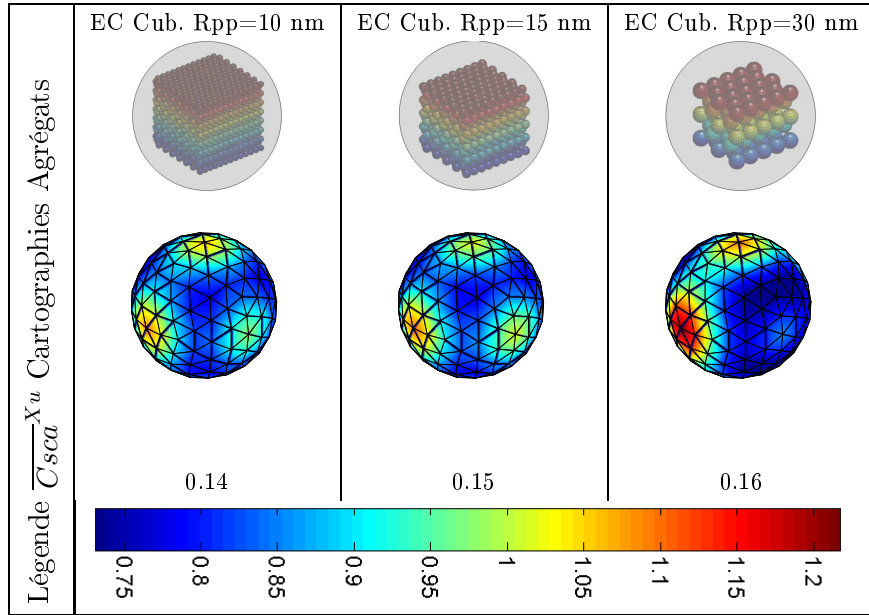 EC Cub. Rpp=10 nm
EC Cub. Rpp=15 nm
EC Cub. Rpp=30 nm
Agrégats
Cartographies
Csca Xu
0.14
0.15
0.16
Légende
0.75
0.8
0.85
0.9
0.95
1
1.05
1.1
1.15
1.2